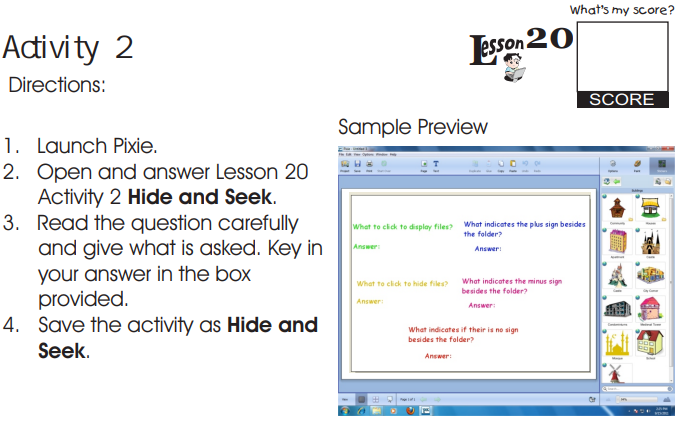 What's my score?
Activity 2
Lesson 20
Directions:
SCORE
1. Launch Pixie.
2. Open and answer Lesson 20
Activity 2 Hide and Seek.
3. Read the question carefully
and give what is asked. Key in
your answer in the box
provided.
4. Save the activity as Hide and
Seek.
Sample Preview
What to click to display files?
Answer:
What indicates the plus sign besides
the folder?
Answer:
What to click to hide files?
Answer:
What indicates the minus sign
besides the folder?
Answer:
What indicates if their is no sign
besides the folder?
Answer: